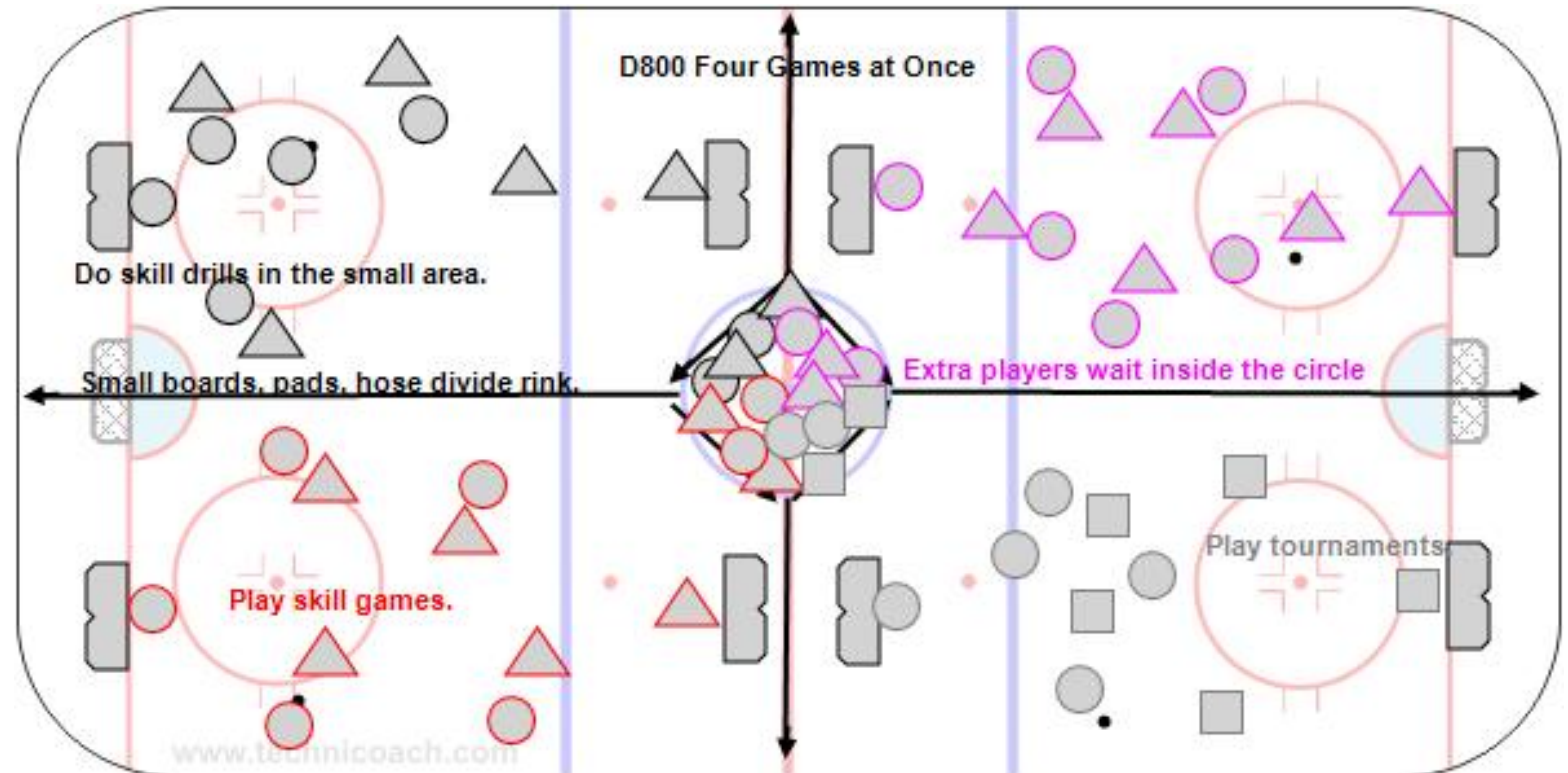 D800 Four Games at Once
Do skill drills in the small area.
Small boards, pads, hose divide rink.
Extra players wait inside the circle
Play tournaments
Play skill games.
www.technicoach.com